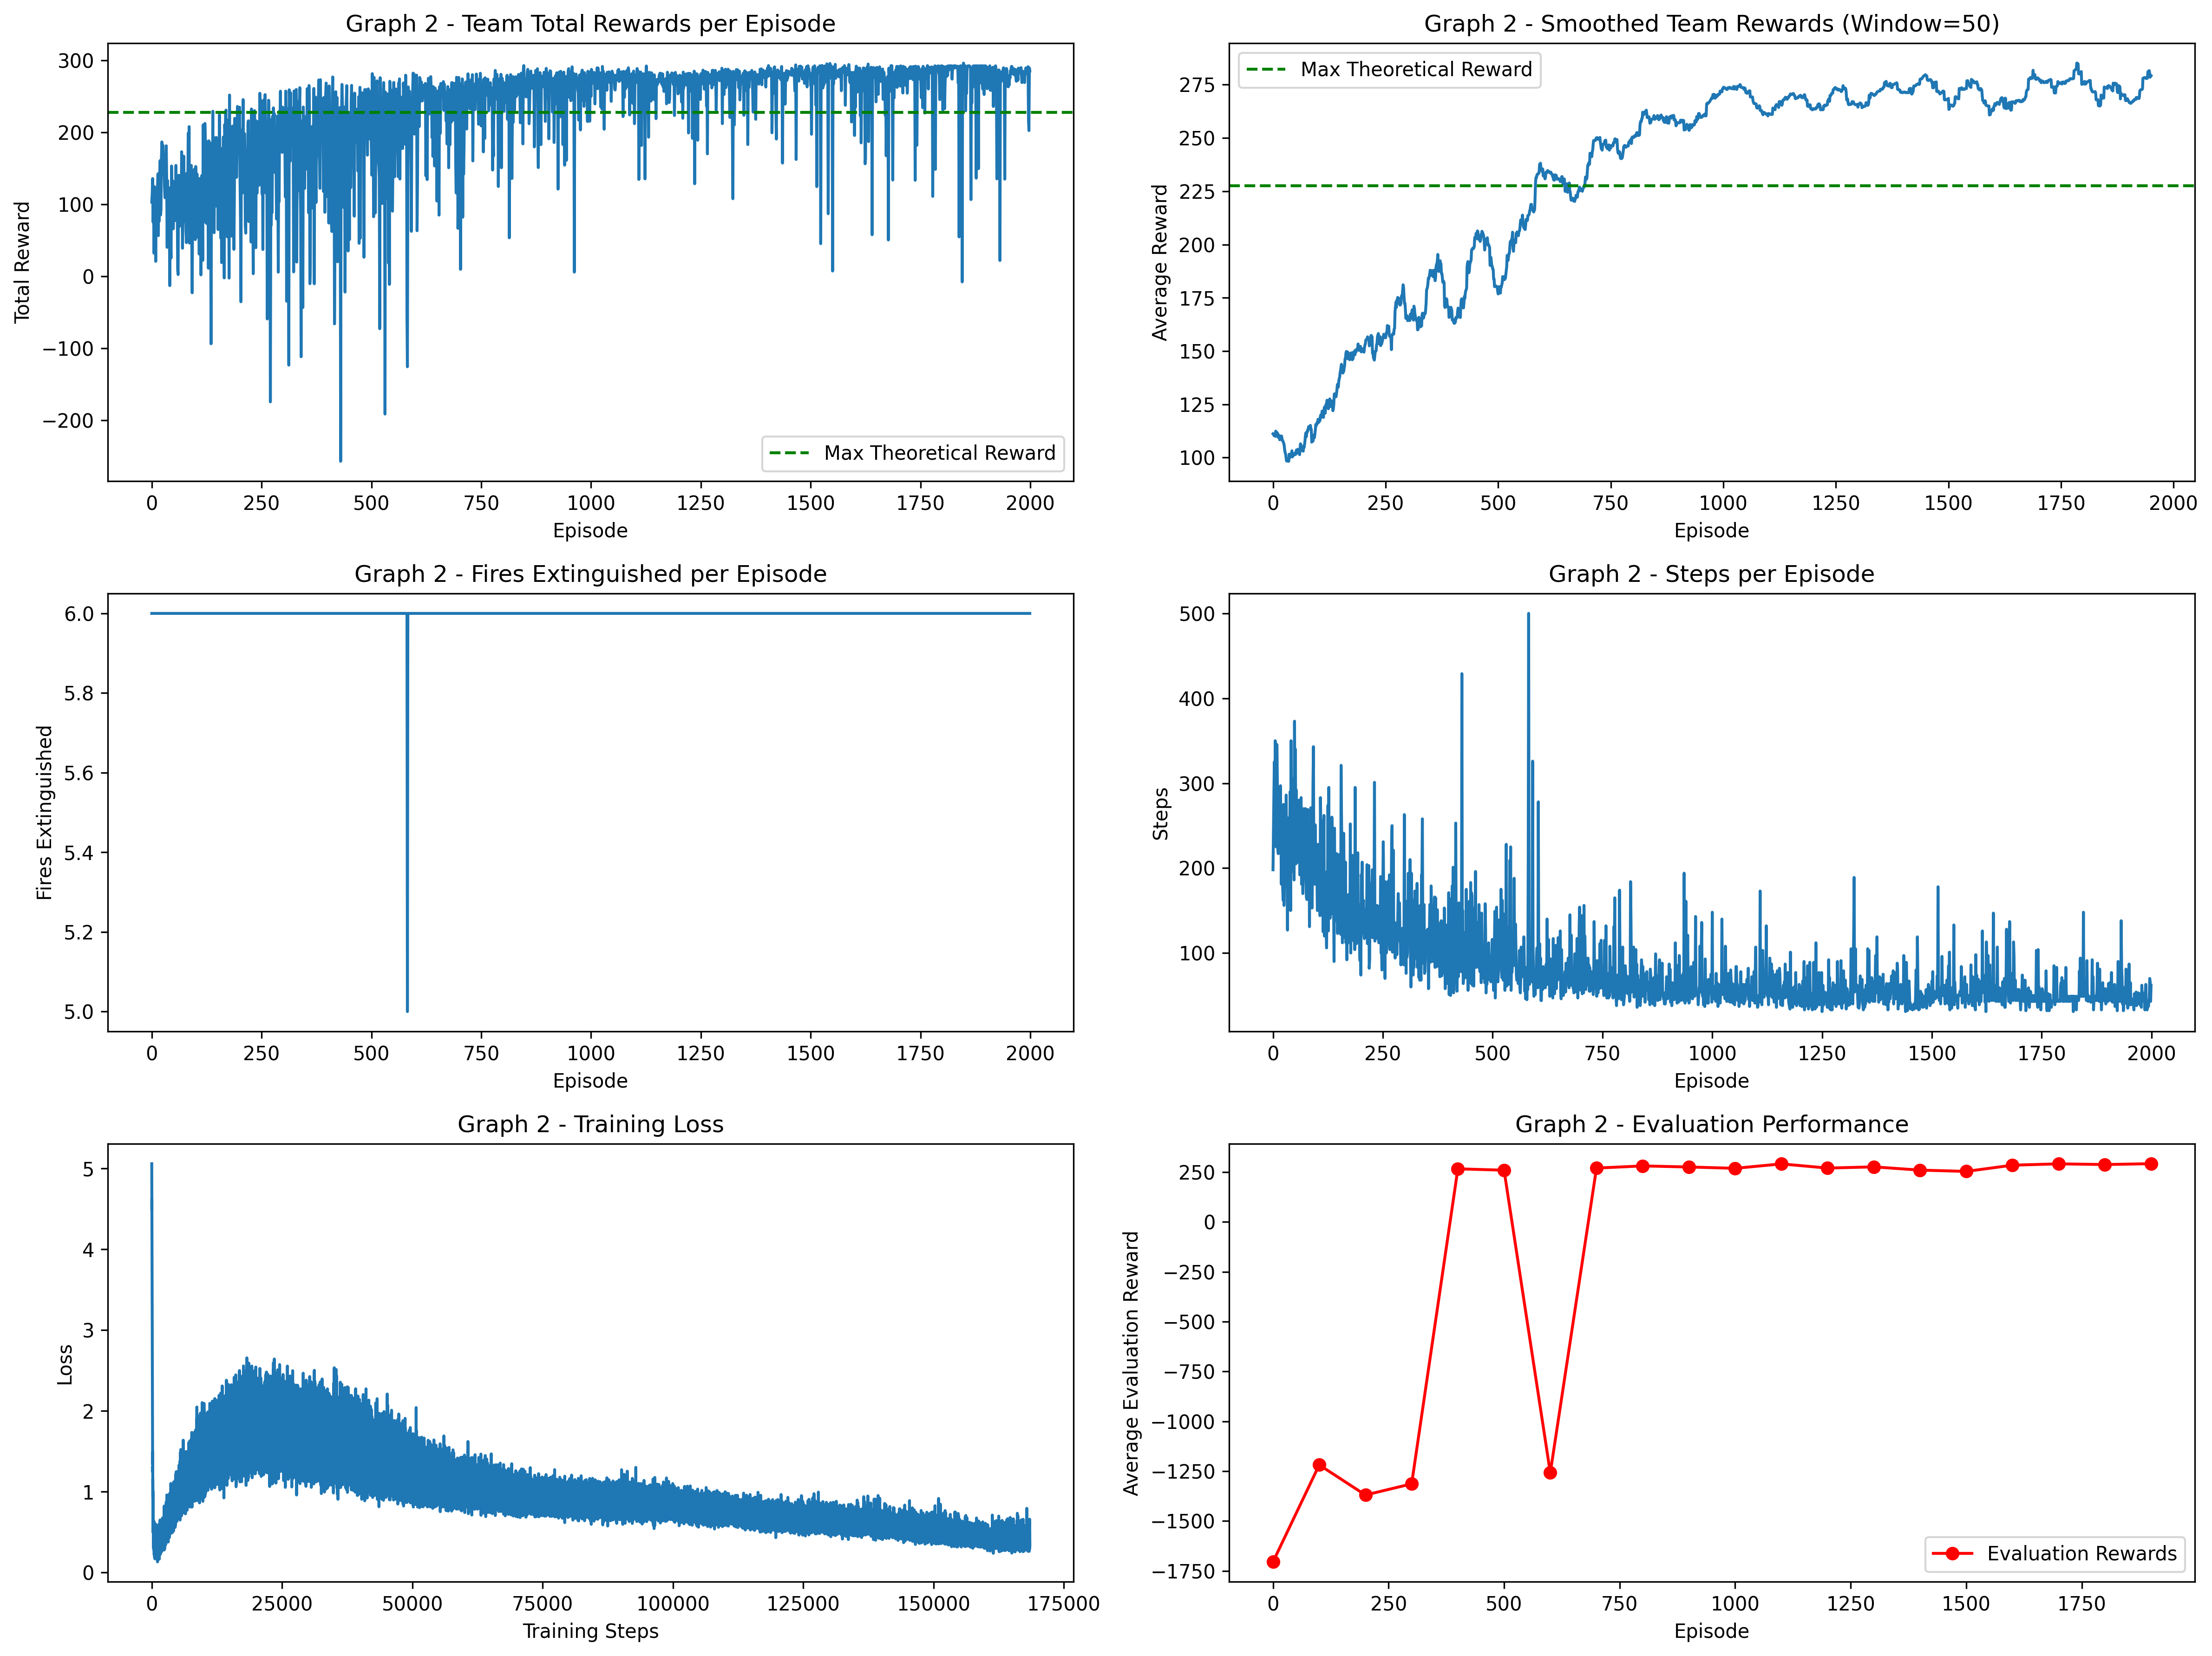 Graph 2 - Team Total Rewards per Episode
300
200
100
0
−100
−200
Total Reward
Max Theoretical Reward
0 250 500 750 1000 1250 1500 1750 2000
Episode
Graph 2 - Smoothed Team Rewards (Window=50)
Max Theoretical Reward
275
250
225
200
175
150
125
100
Average Reward
0 250 500 750 1000 1250 1500 1750 2000
Episode
Graph 2 - Fires Extinguished per Episode
6.0
5.8
5.6
5.4
5.2
5.0
Fires Extinguished
0 250 500 750 1000 1250 1500 1750 2000
Episode
Graph 2 - Steps per Episode
500
400
300
200
100
Steps
0 250 500 750 1000 1250 1500 1750 2000
Episode
Graph 2 - Training Loss
5
4
3
2
1
0
Loss
0 25000 50000 75000 100000 125000 150000 175000
Training Steps
Graph 2 - Evaluation Performance
250
0
−250
−500
−750
−1000
−1250
−1500
−1750
Average Evaluation Reward
Evaluation Rewards
0 250 500 750 1000 1250 1500 1750
Episode